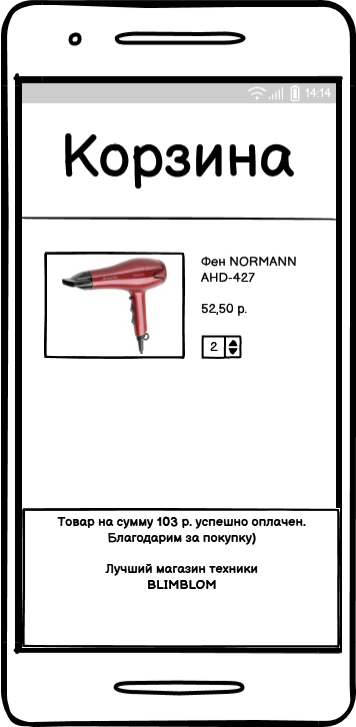 14:14
Корзина
Фен NORMANN
AHD-427
52,50 р.
2
Товар на сумму 103 р. успешно оплачен.
Благодарим за покупку)
Лучший магазин техники
BLIMBLOM